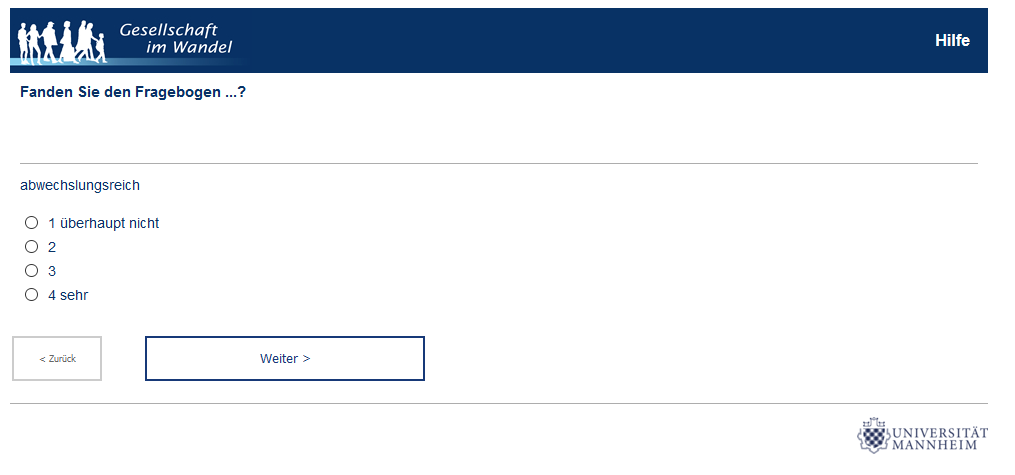 Gesellschaft
im Wandel
Hilfe
Fanden Sie den Fragebogen ...?
abwechslungsreich
1 überhaupt nicht
2
3
4 sehr
< Zurück
Weiter >
UNIVERSITÄT
MANNHEIM